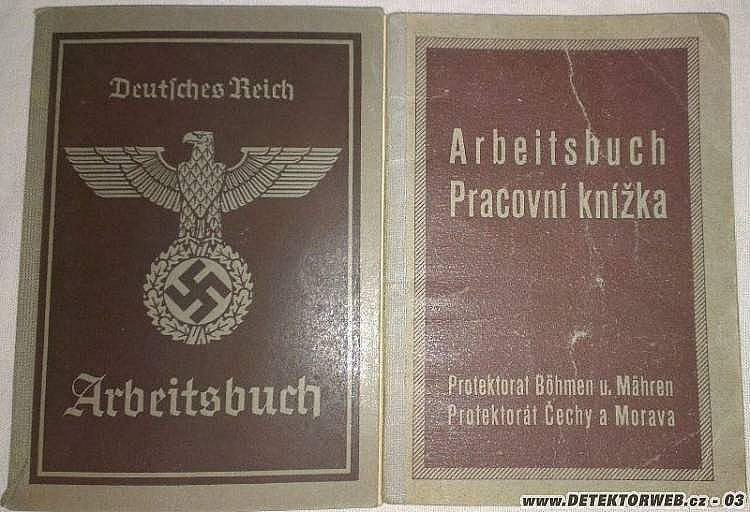 Deutsches Reich
Arbeitsbuch
Arbeitsbuch
Pracovní knížka
Protektorat Böhmen u. Mähren
Protektorát Čechy a Morava
www.DETEKTORWEB.cz - 03